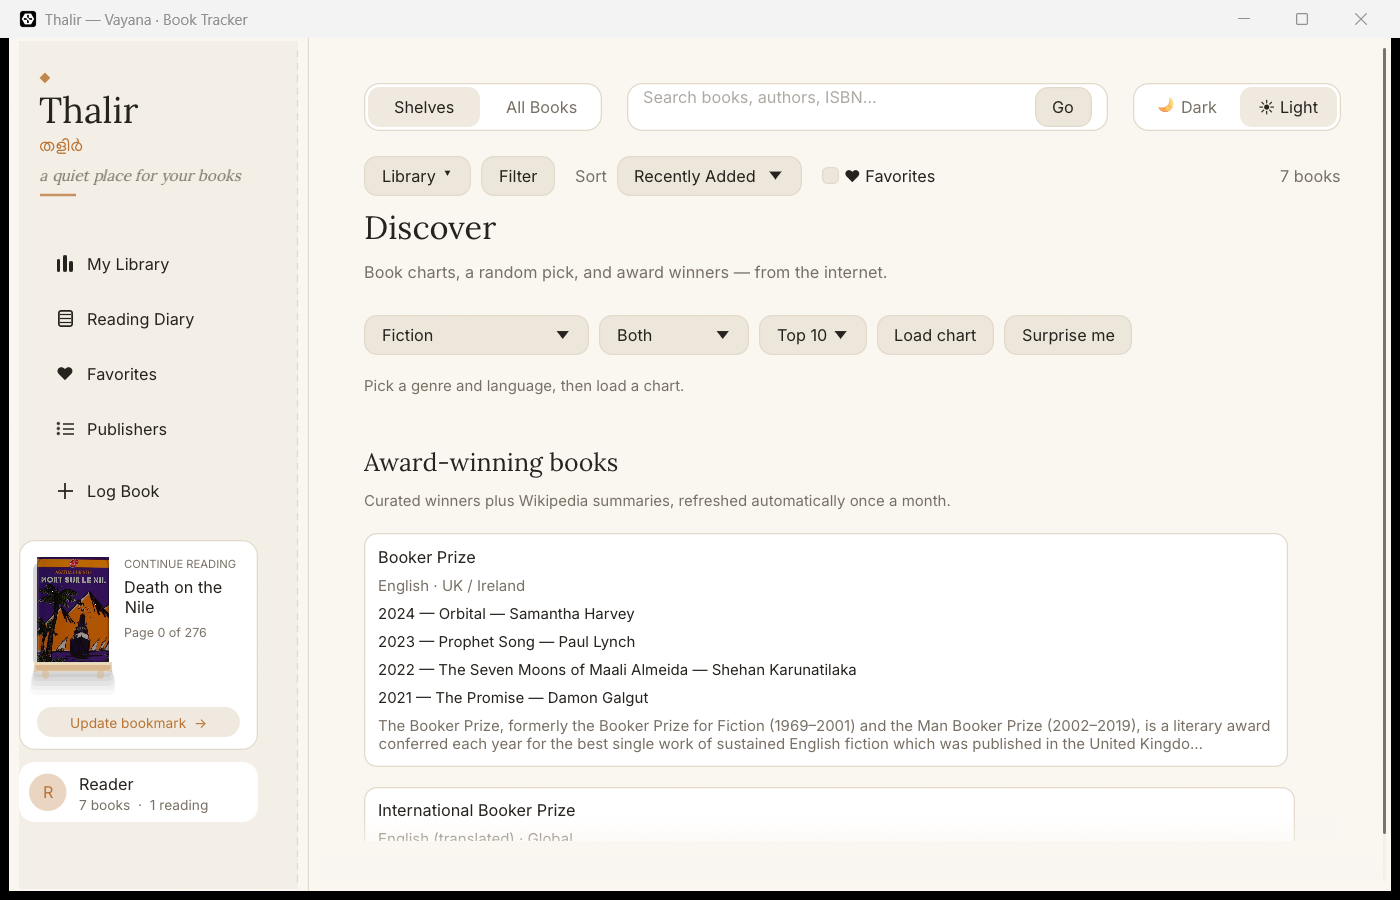 Thalir — Vayana · Book Tracker
Thalir
തളിർ
a quiet place for your books
My Library
Reading Diary
Favorites
Publishers
Log Book
MORT SUR LE NIL
CONTINUE READING
Death on the
Nile
Page 0 of 276
Update bookmark →
R
Reader
7 books · 1 reading
Shelves
All Books
Search books, authors, ISBN...
Go
Dark
Light
Library
Filter
Sort
Recently Added
Favorites
7 books
Discover
Book charts, a random pick, and award winners — from the internet.
Fiction
Both
Top 10
Load chart
Surprise me
Pick a genre and language, then load a chart.
Award-winning books
Curated winners plus Wikipedia summaries, refreshed automatically once a month.
Booker Prize
English · UK / Ireland
2024 — Orbital — Samantha Harvey
2023 — Prophet Song — Paul Lynch
2022 — The Seven Moons of Maali Almeida — Shehan Karunatilaka
2021 — The Promise — Damon Galgut
The Booker Prize, formerly the Booker Prize for Fiction (1969–2001) and the Man Booker Prize (2002–2019), is a literary award
conferred each year for the best single work of sustained English fiction which was published in the United Kingdo...
International Booker Prize
English (translated) · Global